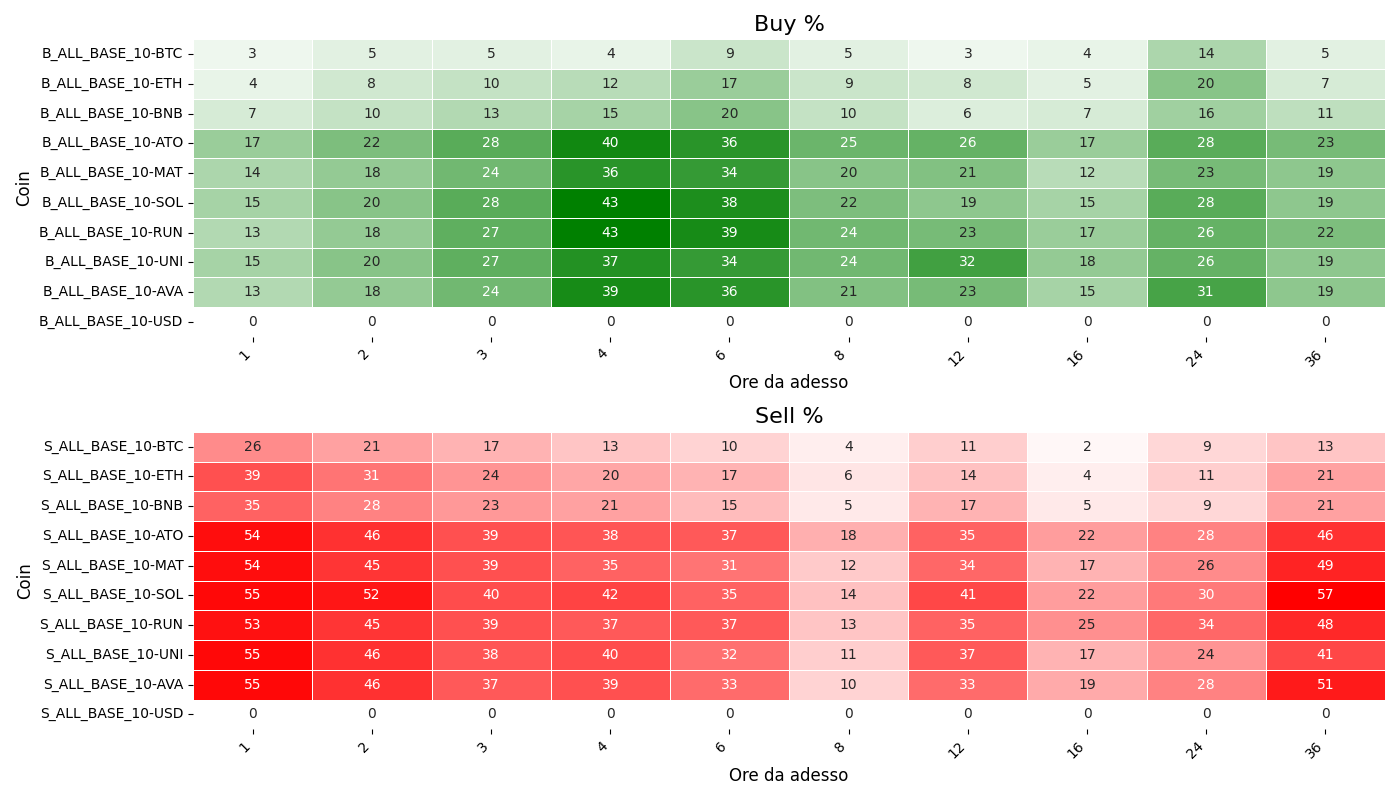 Buy %
Coin
B_ALL_BASE_10-BTC 3 5 5 4 9 5 3 4 14 5
B_ALL_BASE_10-ETH 4 8 10 12 17 9 8 5 20 7
B_ALL_BASE_10-BNB 7 10 13 15 20 10 6 7 16 11
B_ALL_BASE_10-ATO 17 22 28 40 36 25 26 17 28 23
B_ALL_BASE_10-MAT 14 18 24 36 34 20 21 12 23 19
B_ALL_BASE_10-SOL 15 20 28 43 38 22 19 15 28 19
B_ALL_BASE_10-RUN 13 18 27 43 39 24 23 17 26 22
B_ALL_BASE_10-UNI 15 20 27 37 34 24 32 18 26 19
B_ALL_BASE_10-AVA 13 18 24 39 36 21 23 15 31 19
B_ALL_BASE_10-USD 0 0 0 0 0 0 0 0 0 0
1 2 3 4 6 8 12 16 24 36
Ore da adesso
Sell %
Coin
S_ALL_BASE_10-BTC 26 21 17 13 10 4 11 2 9 13
S_ALL_BASE_10-ETH 39 31 24 20 17 6 14 4 11 21
S_ALL_BASE_10-BNB 35 28 23 21 15 5 17 5 9 21
S_ALL_BASE_10-ATO 54 46 39 38 37 18 35 22 28 46
S_ALL_BASE_10-MAT 54 45 39 35 31 12 34 17 26 49
S_ALL_BASE_10-SOL 55 52 40 42 35 14 41 22 30 57
S_ALL_BASE_10-RUN 53 45 39 37 37 13 35 25 34 48
S_ALL_BASE_10-UNI 55 46 38 40 32 11 37 17 24 41
S_ALL_BASE_10-AVA 55 46 37 39 33 10 33 19 28 51
S_ALL_BASE_10-USD 0 0 0 0 0 0 0 0 0 0
1 2 3 4 6 8 12 16 24 36
Ore da adesso